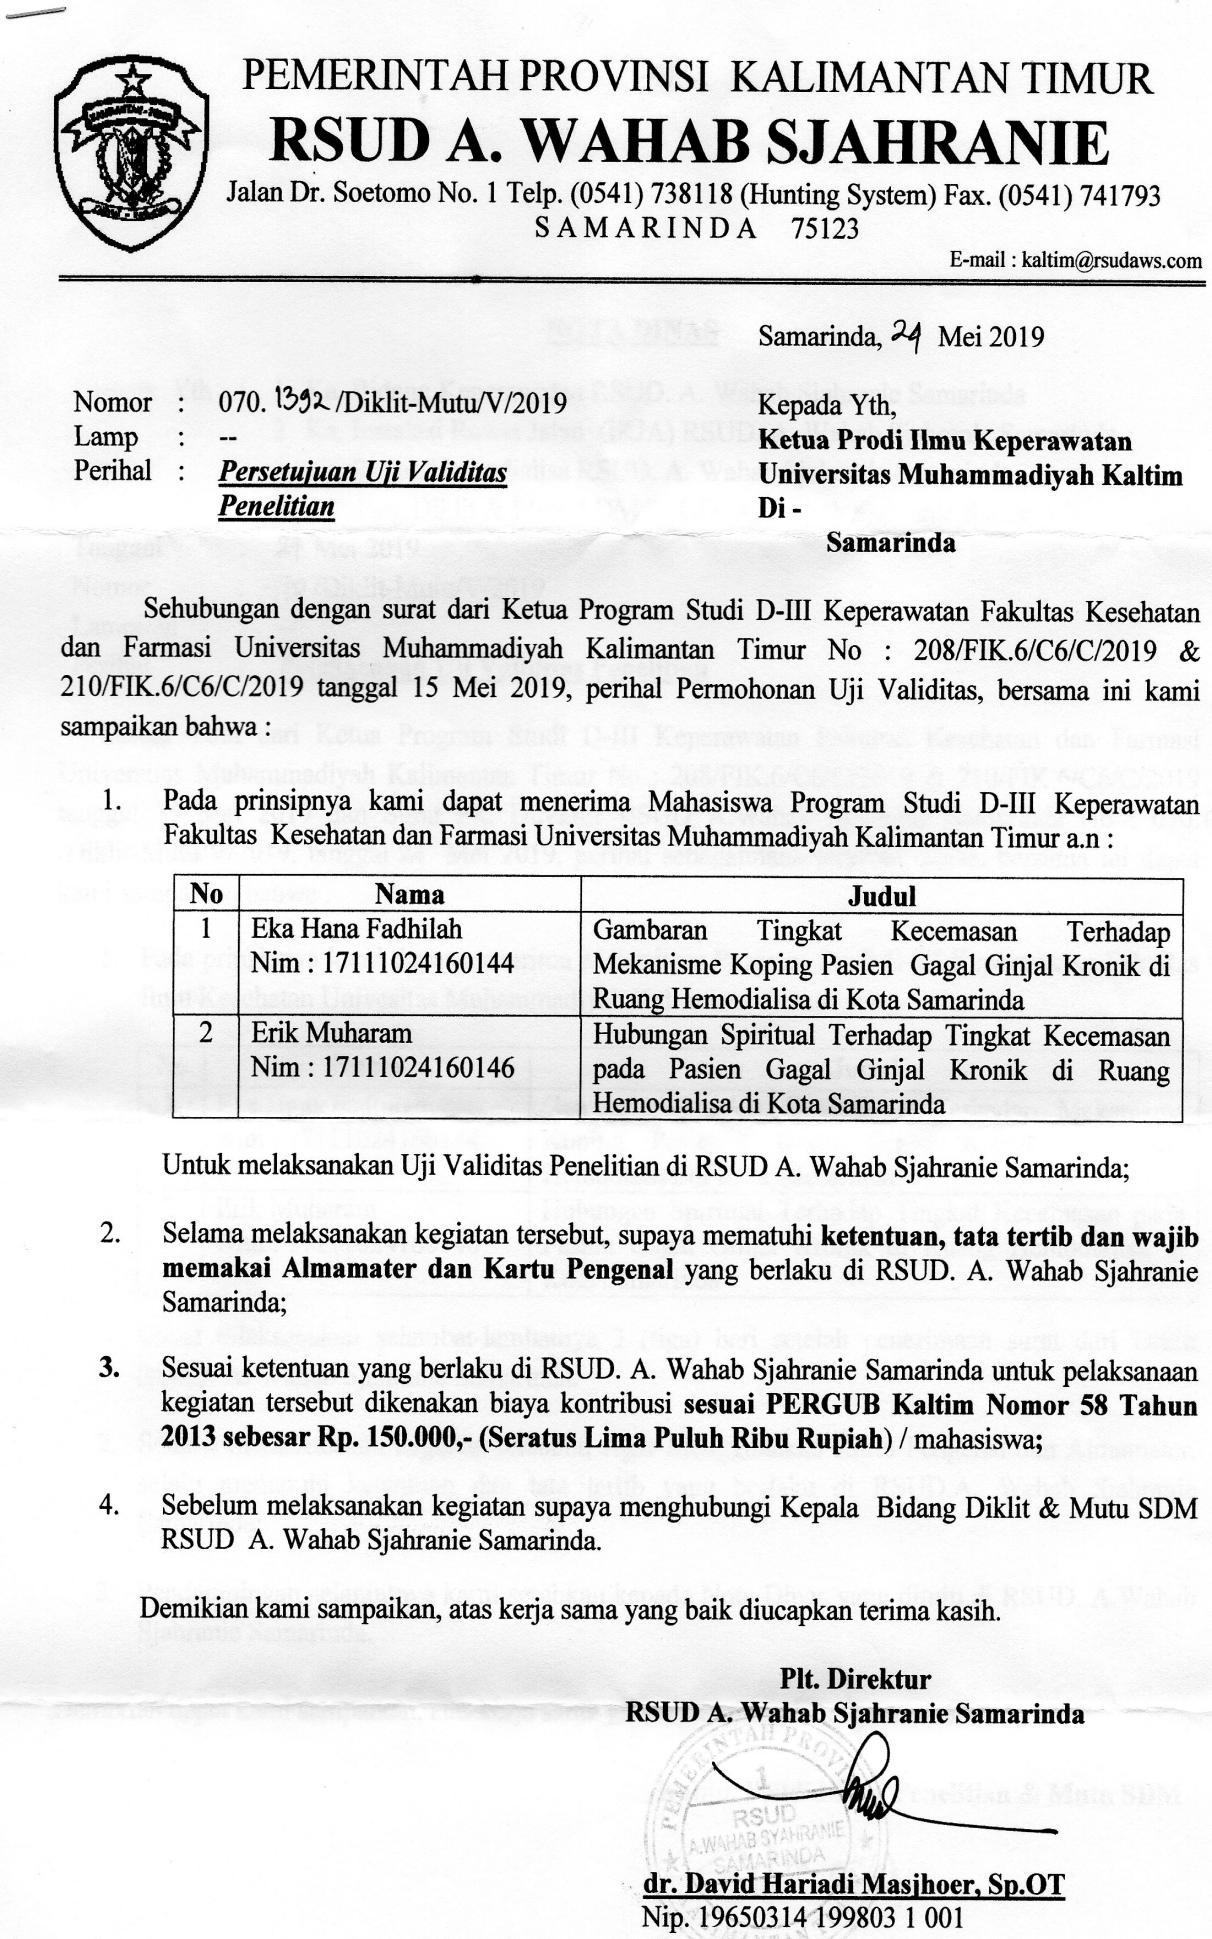 PEMERINTAH PROVINSI KALIMANTAN TIMUR
RSUD A. WAHAB SJAHRANIE
Jalan Dr. Soetomo No. 1 Telp. (0541) 738118 (Hunting System) Fax. (0541) 741793
SAMARINDA 75123
E-mail : kaltim@rsudaws.com
Samarinda, 24 Mei 2019
Nomor : 070. 1392 /Diklit-Mutu/V/2019
Lamp : --
Perihal : Persetujuan Uji Validitas
Penelitian
Kepada Yth,
Ketua Prodi Ilmu Keperawatan
Universitas Muhammadiyah Kaltim
Di -
Samarinda
Sehubungan dengan surat dari Ketua Program Studi D-III Keperawatan Fakultas Kesehatan
dan Farmasi Universitas Muhammadiyah Kalimantan Timur No : 208/FIK.6/C6/C/2019 &
210/FIK.6/C6/C/2019 tanggal 15 Mei 2019, perihal Permohonan Uji Validitas, bersama ini kami
sampaikan bahwa :
1. Pada prinsipnya kami dapat menerima Mahasiswa Program Studi D-III Keperawatan
Fakultas Kesehatan dan Farmasi Universitas Muhammadiyah Kalimantan Timur a.n :
No Nama Judul
1 Eka Hana Fadhilah Gambaran Tingkat Kecemasan Terhadap
Nim : 17111024160144 Mekanisme Koping Pasien Gagal Ginjal Kronik di
Ruang Hemodialisa di Kota Samarinda
2 Erik Muharam Hubungan Spiritual Terhadap Tingkat Kecemasan
Nim : 17111024160146 pada Pasien Gagal Ginjal Kronik di Ruang
Hemodialisa di Kota Samarinda
Untuk melaksanakan Uji Validitas Penelitian di RSUD A. Wahab Sjahranie Samarinda;
2. Selama melaksanakan kegiatan tersebut, supaya mematuhi ketentuan, tata tertib dan wajib
memakai Almamater dan Kartu Pengenal yang berlaku di RSUD. A. Wahab Sjahranie
Samarinda;
3. Sesuai ketentuan yang berlaku di RSUD. A. Wahab Sjahranie Samarinda untuk pelaksanaan
kegiatan tersebut dikenakan biaya kontribusi sesuai PERGUB Kaltim Nomor 58 Tahun
2013 sebesar Rp. 150.000,- (Seratus Lima Puluh Ribu Rupiah) / mahasiswa;
4. Sebelum melaksanakan kegiatan supaya menghubungi Kepala Bidang Diklit & Mutu SDM
RSUD A. Wahab Sjahranie Samarinda.
Demikian kami sampaikan, atas kerja sama yang baik diucapkan terima kasih.
Plt. Direktur
RSUD A. Wahab Sjahranie Samarinda
PEMERINTAH PROVINSI
1
RSUD
A.WAHAB SYAHRANIE
SAMARINDA
dr. David Hariadi Masjhoer, Sp.OT
Nip. 19650314 199803 1 001